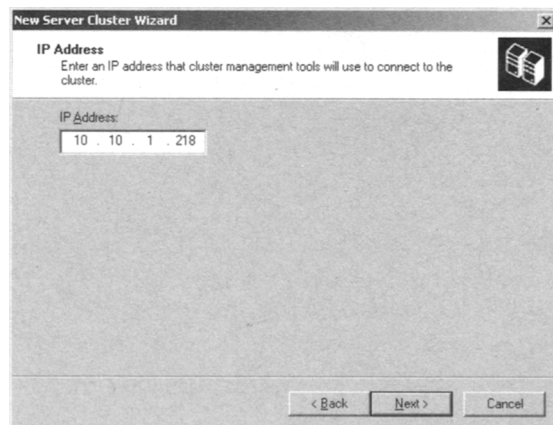 New Server Cluster Wizard
IP Address
Enter an IP address that cluster management tools will use to connect to the
cluster.
IP Address:
10 . 10 . 1 . 218
< Back Next > Cancel